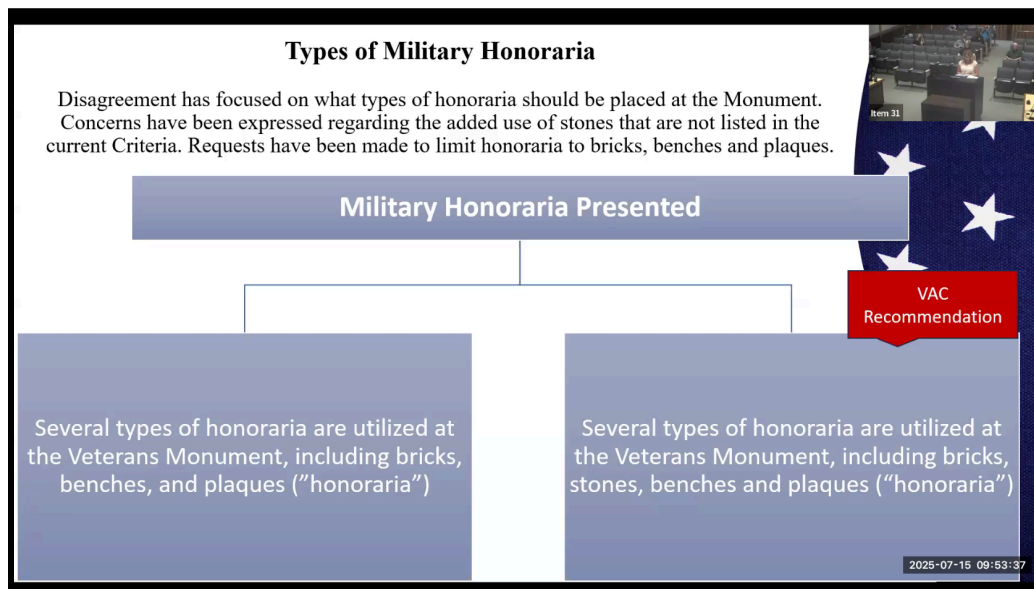 Types of Military Honoraria
Disagreement has focused on what types of honoraria should be placed at the Monument.
Concerns have been expressed regarding the added use of stones that are not listed in the
current Criteria. Requests have been made to limit honoraria to bricks, benches and plaques.
Item 31
Military Honoraria Presented
VAC
Recommendation
Several types of honoraria are utilized at
the Veterans Monument, including bricks,
benches, and plaques (”honoraria”)
Several types of honoraria are utilized at
the Veterans Monument, including bricks,
stones, benches and plaques (“honoraria”)
2025-07-15 09:53:37